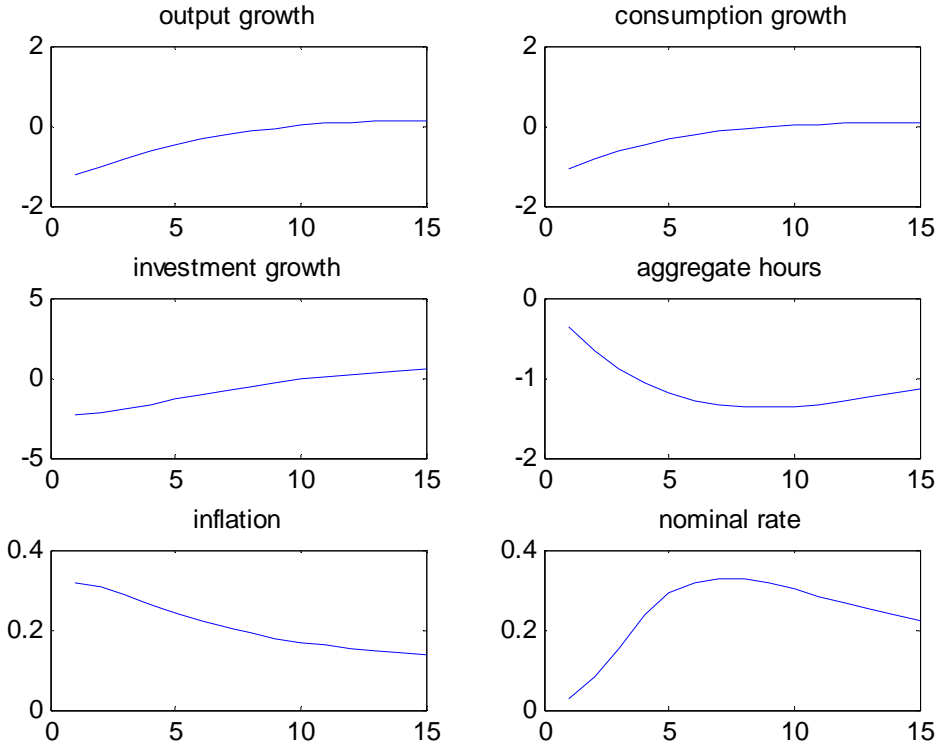 output growth
2
0
-2
0 5 10 15
consumption growth
2
0
-2
0 5 10 15
investment growth
5
0
-5
0 5 10 15
aggregate hours
0
-1
-2
0 5 10 15
inflation
0.4
0.2
0
0 5 10 15
nominal rate
0.4
0.2
0
0 5 10 15